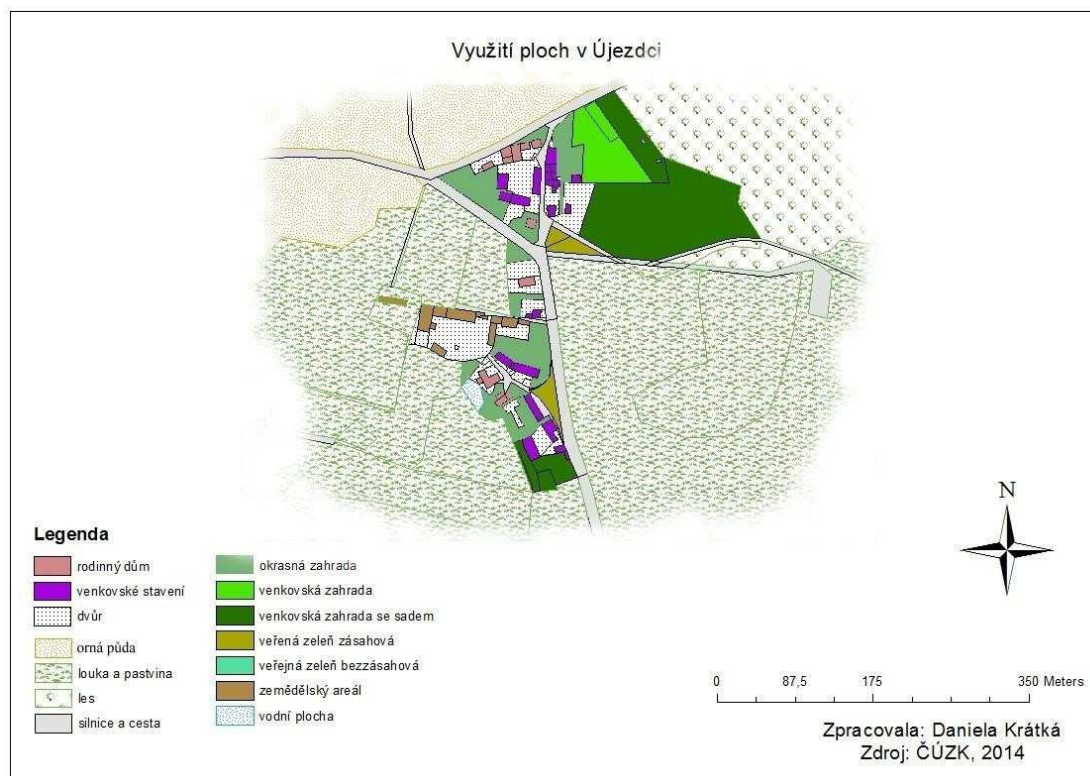 Využití ploch v Újezdci
N
Legenda
rodinný dům
venkovské stavení
dvůr
orná půda
louka a pastvina
les
silnice a cesta
okrasná zahrada
venkovská zahrada
venkovská zahrada se sadem
veřená zeleň zásahová
veřejná zeleň bezzásahová
zemědělský areál
vodní plocha
0 87,5 175 350 Meters
Zpracovala: Daniela Krátká
Zdroj: ČÚZK, 2014